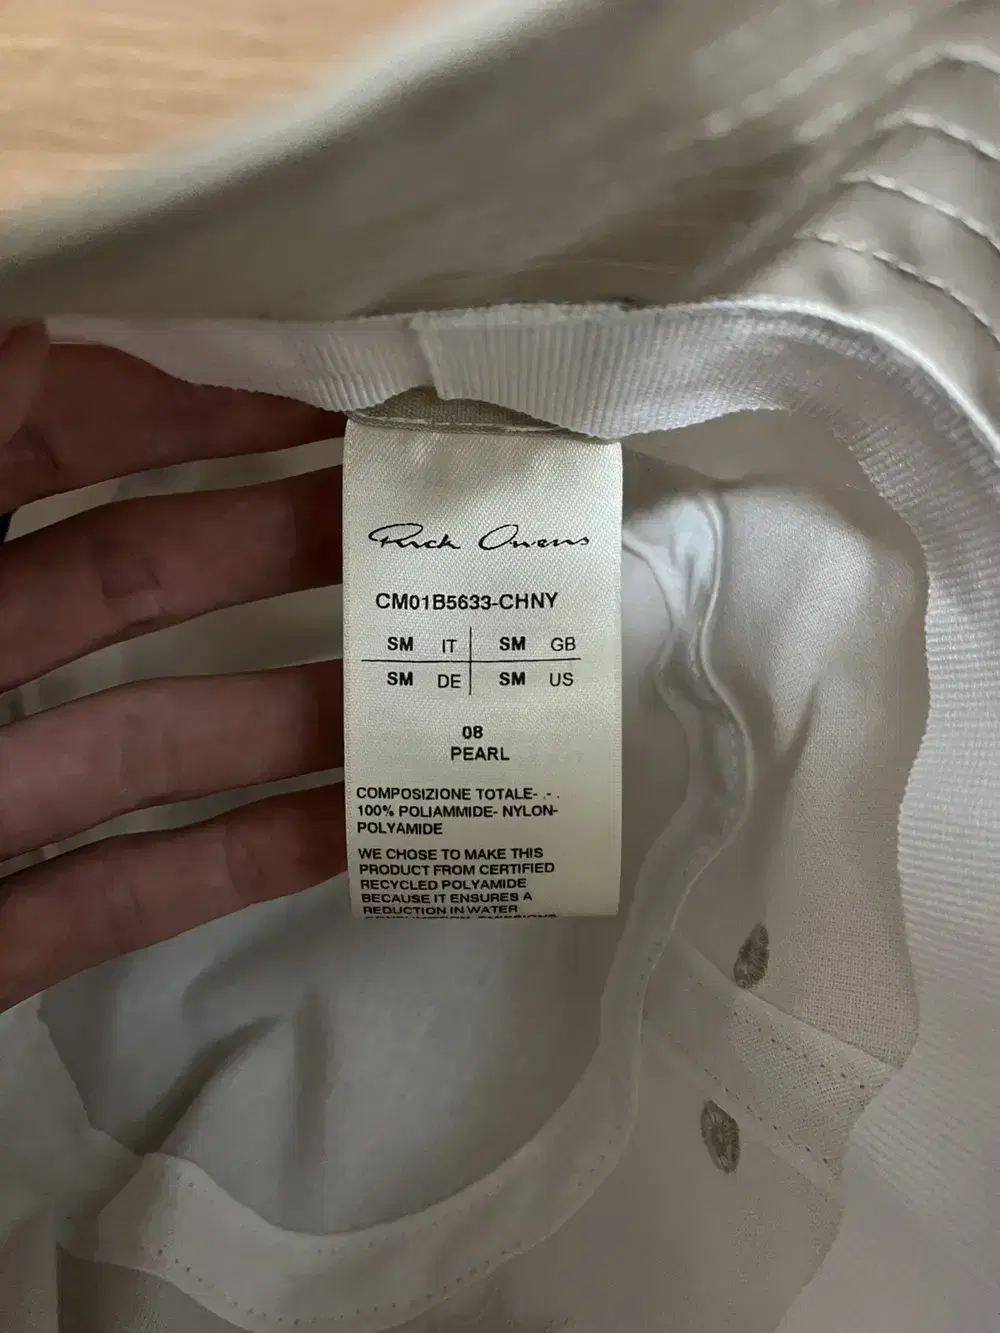 Rick Owens
CM01B5633-CHNY
SM IT SM GB
SM DE SM US
08
PEARL
COMPOSIZIONE TOTALE- .- .
100% POLIAMMIDE- NYLON-
POLYAMIDE
WE CHOSE TO MAKE THIS
PRODUCT FROM CERTIFIED
RECYCLED POLYAMIDE
BECAUSE IT ENSURES A
REDUCTION IN WATER